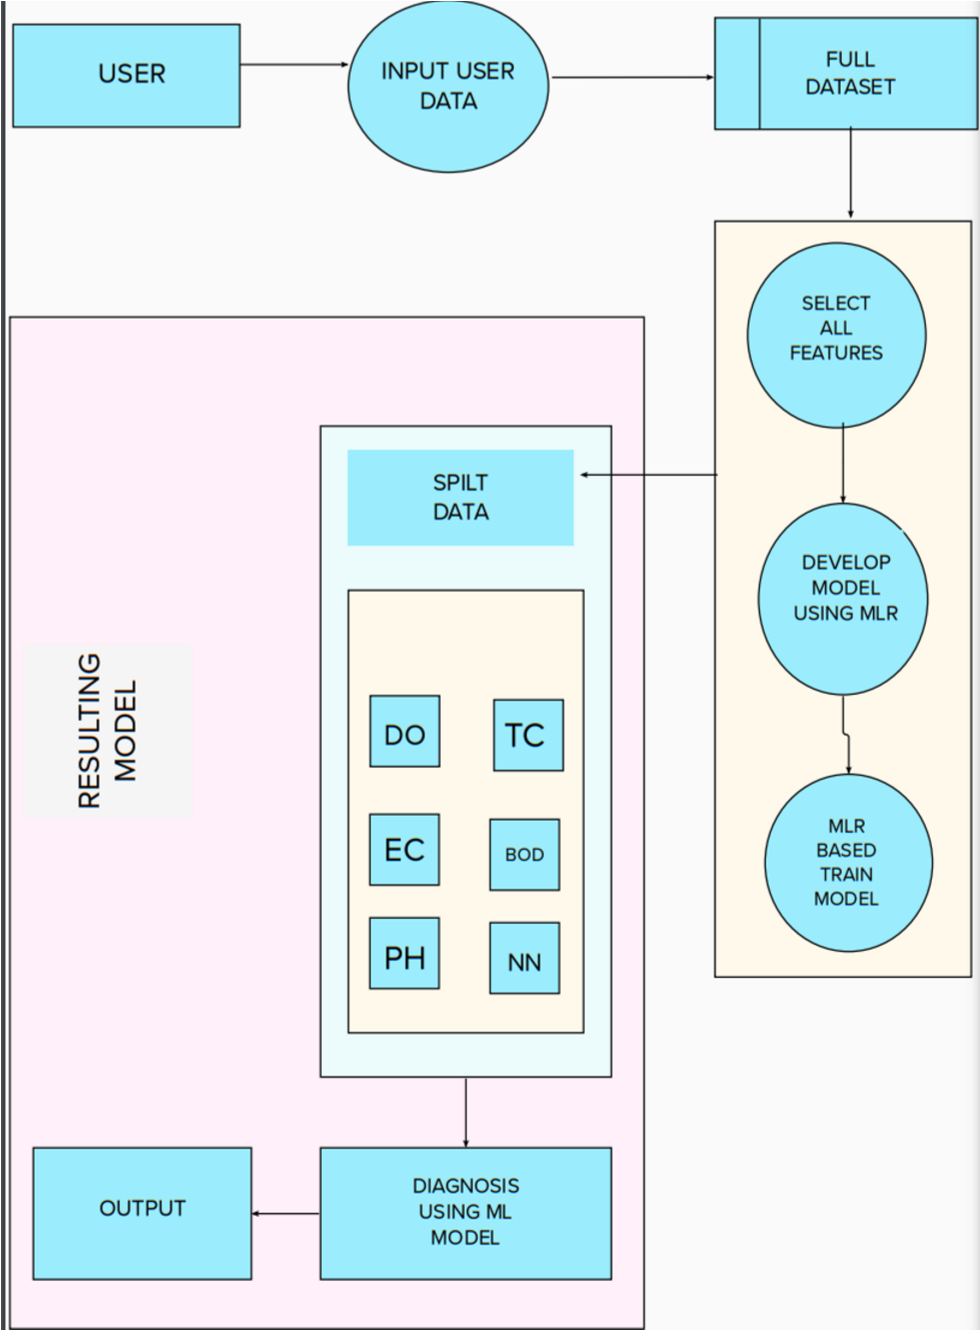 USER
INPUT USER
DATA
FULL
DATASET
SELECT
ALL
FEATURES
DEVELOP
MODEL
USING MLR
MLR
BASED
TRAIN
MODEL
SPILT
DATA
DO
TC
EC
BOD
PH
NN
RESULTING
MODEL
DIAGNOSIS
USING ML
MODEL
OUTPUT